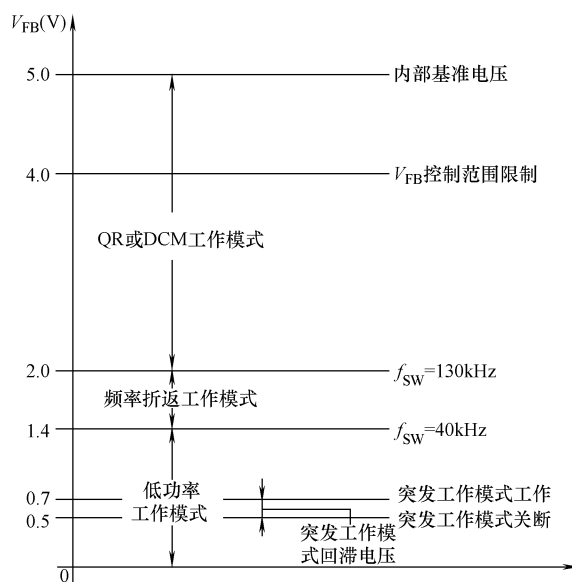 V_FB(V)
5.0 内部基准电压
4.0 V_FB控制范围限制
QR或DCM工作模式
2.0 f_SW=130kHz
频率折返工作模式
1.4 f_SW=40kHz
低功率
工作模式
0.7 突发工作模式工作
0.5 突发工作模式关断
突发工作模
式回滞电压
0